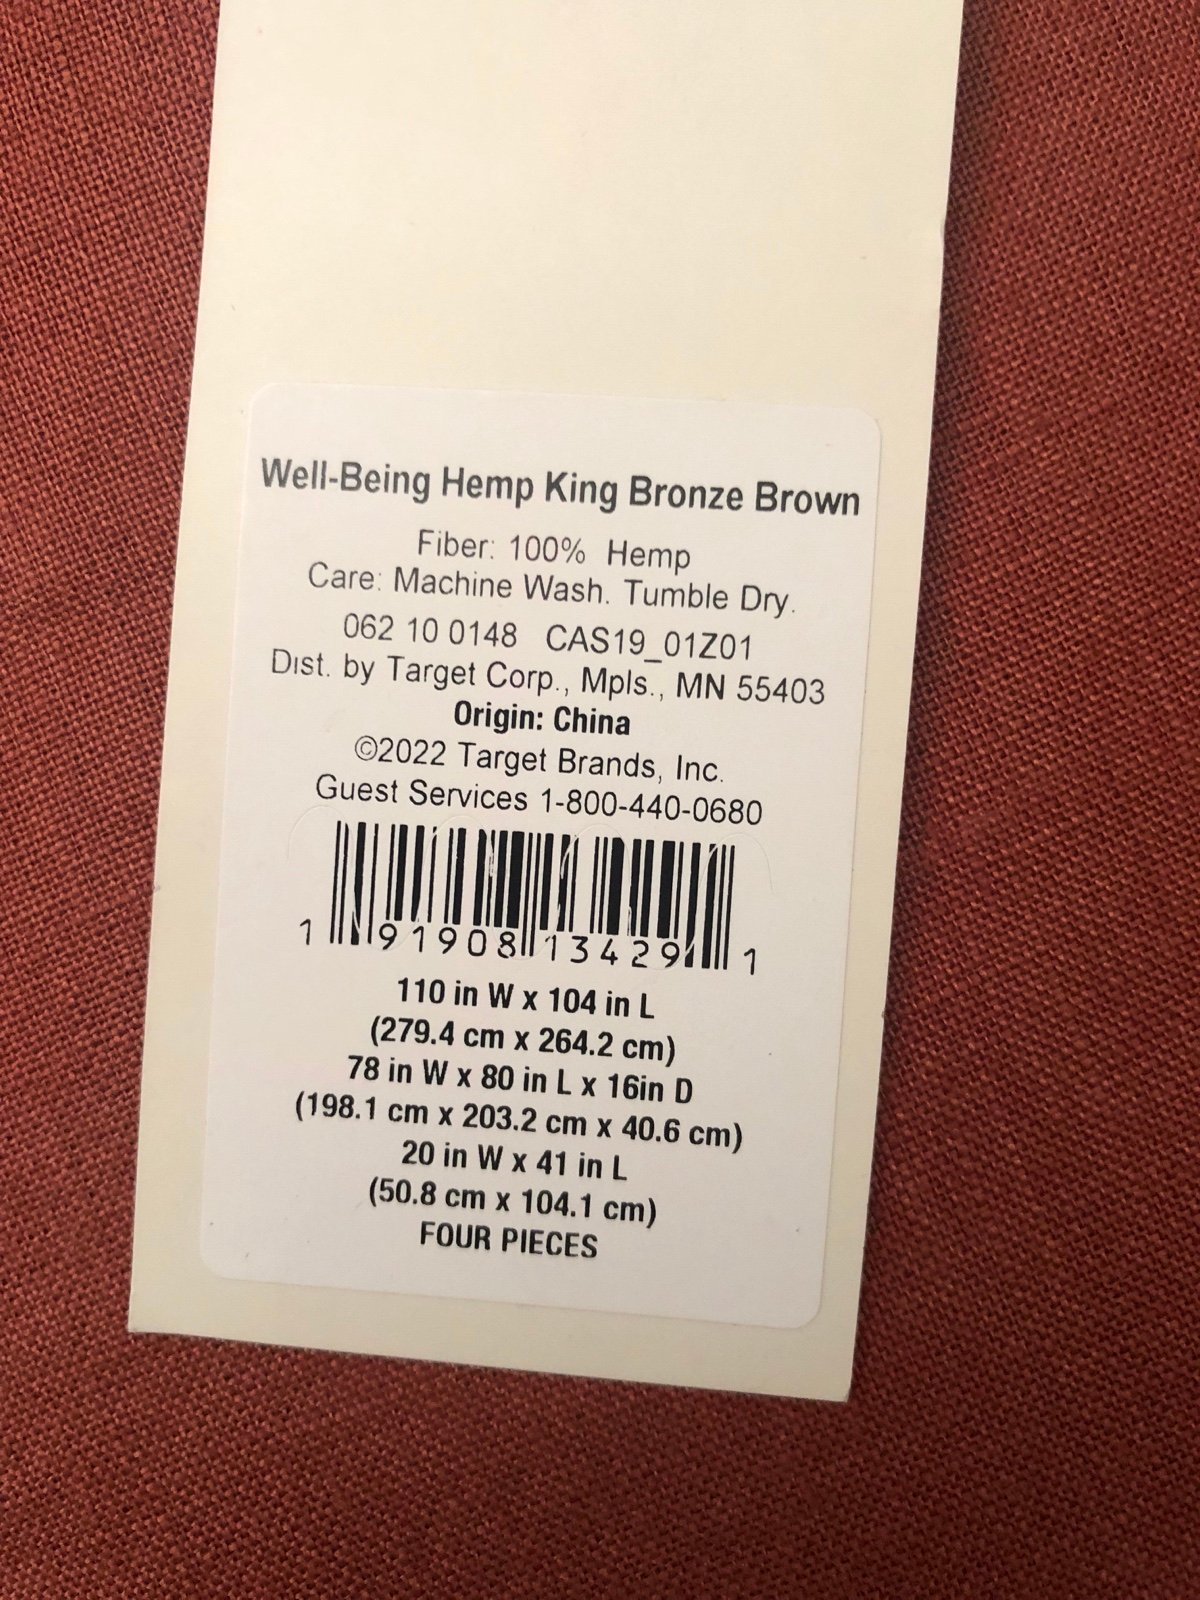 Well-Being Hemp King Bronze Brown
Fiber: 100% Hemp
Care: Machine Wash. Tumble Dry.
062 10 0148 CAS19_01Z01
Dist. by Target Corp., Mpls., MN 55403
Origin: China
©2022 Target Brands, Inc.
Guest Services 1-800-440-0680
1 91908 13429 1
110 in W x 104 in L
(279.4 cm x 264.2 cm)
78 in W x 80 in L x 16in D
(198.1 cm x 203.2 cm x 40.6 cm)
20 in W x 41 in L
(50.8 cm x 104.1 cm)
FOUR PIECES